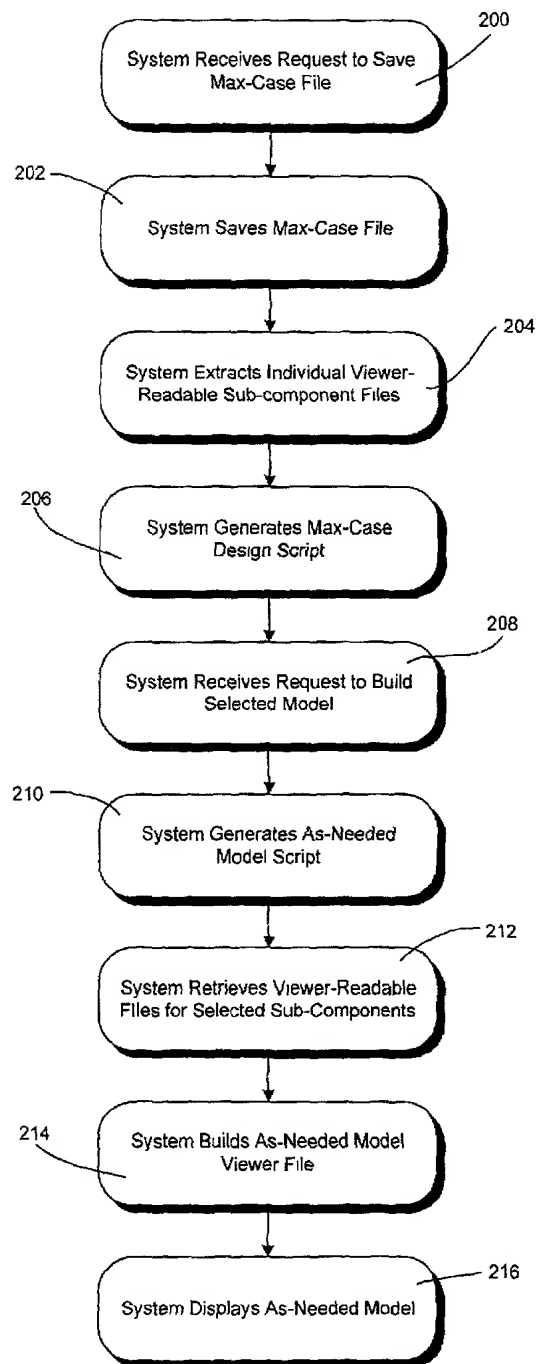 200
System Receives Request to Save
Max-Case File
202
System Saves Max-Case File
204
System Extracts Individual Viewer-
Readable Sub-component Files
206
System Generates Max-Case
Design Script
208
System Receives Request to Build
Selected Model
210
System Generates As-Needed
Model Script
212
System Retrieves Viewer-Readable
Files for Selected Sub-Components
214
System Builds As-Needed Model
Viewer File
216
System Displays As-Needed Model